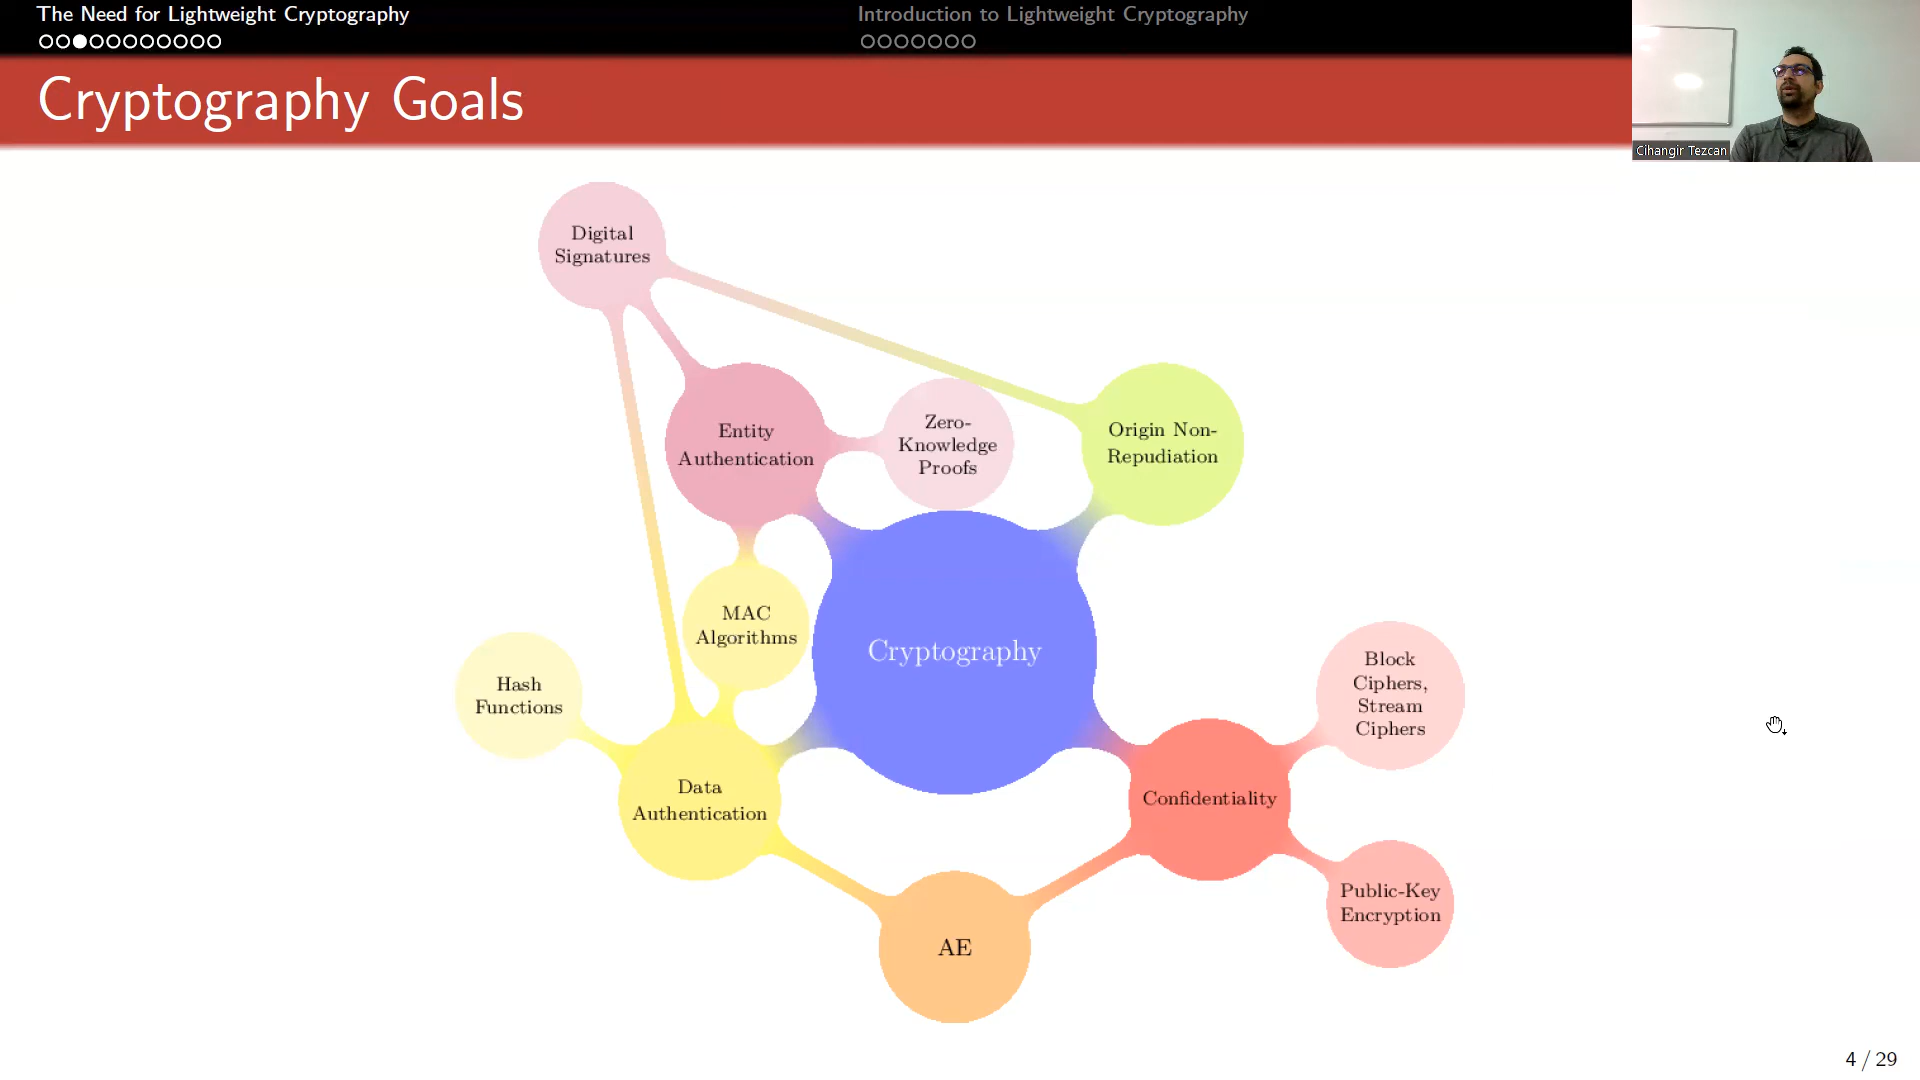 The Need for Lightweight Cryptography
Introduction to Lightweight Cryptography
Cryptography Goals
Cihangir Tezcan
Digital
Signatures
Entity
Authentication
Zero-
Knowledge
Proofs
Origin Non-
Repudiation
MAC
Algorithms
Cryptography
Hash
Functions
Block
Ciphers,
Stream
Ciphers
Data
Authentication
Confidentiality
Public-Key
Encryption
AE
4 / 29